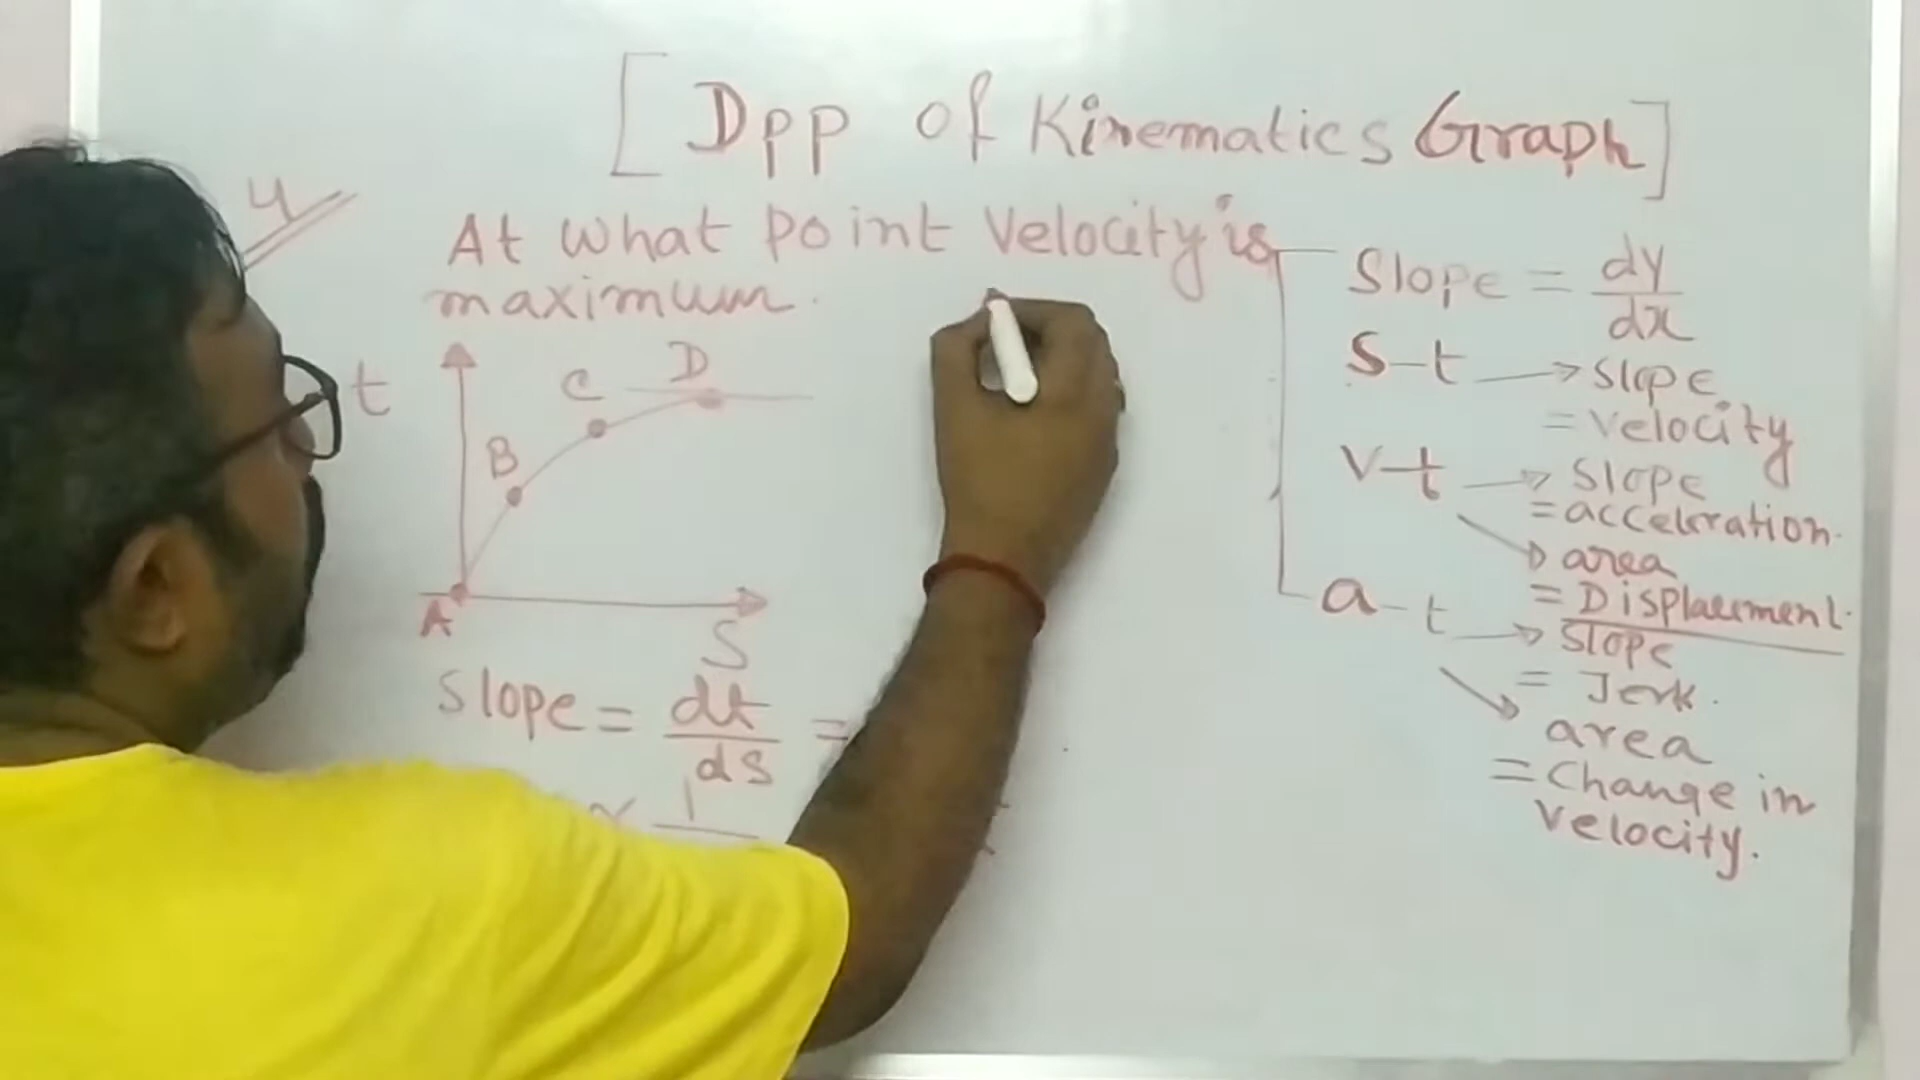 [ Dpp of Kinematics Graph ]
4
At what point Velocity is
maximum.
t
D
C
B
A
S
Slope = dt/ds =
∝ 1
Slope = dy/dx
S-t → slope
= velocity
v-t → slope
= acceleration.
→ area
= Displacement.
a-t → slope
= Jerk.
→ area
= Change in
velocity.